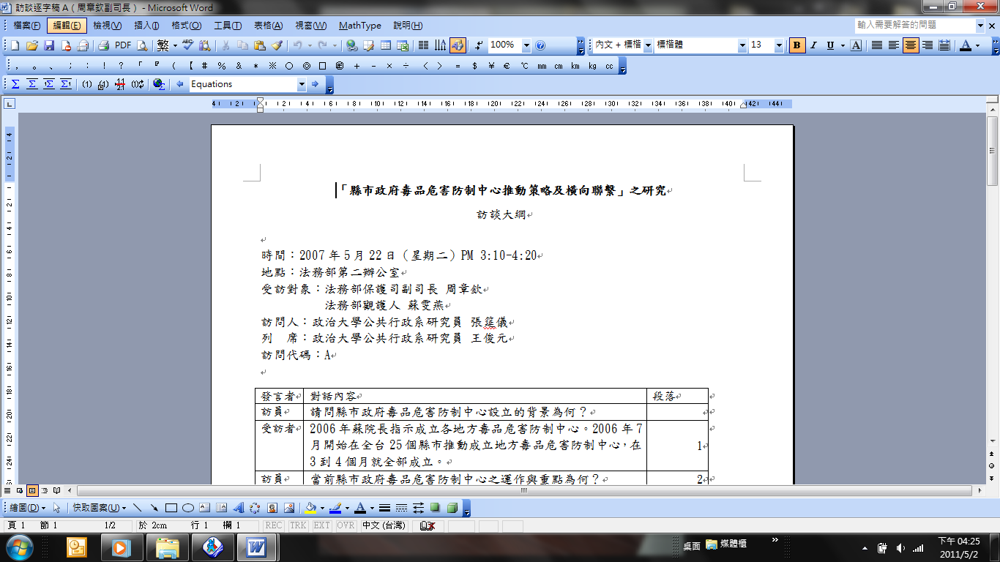 訪談逐字稿 A（周章欽副司長） - Microsoft Word
檔案(F) 編輯(E) 檢視(V) 插入(I) 格式(O) 工具(T) 表格(A) 視窗(W) MathType 說明(H) 輸入需要解答的問題
PDF 繁 100% 內文 + 標楷 標楷體 13 B I U A A
， 。 、 ； ： ！ ？ 「 『 （ 【 ＃ ％ ＆ ＊ ※ ○ ◎ □ ＋ － × ÷ 〈 〉 ＝ ＄ ￥ € ℃ mm cm km kg cc
Equations
「縣市政府毒品危害防制中心推動策略及橫向聯繫」之研究
訪談大綱
時間：2007 年 5 月 22 日（星期二）PM 3:10-4:20
地點：法務部第二辦公室
受訪對象：法務部保護司副司長 周章欽
法務部觀護人 蘇雯燕
訪問人：政治大學公共行政系研究員 張筵儀
列 席：政治大學公共行政系研究員 王俊元
訪問代碼：A
發言者 對話內容 段落
訪員 請問縣市政府毒品危害防制中心設立的背景為何？
受訪者 2006 年蘇院長指示成立各地方毒品危害防制中心。2006 年 7
月開始在全台 25 個縣市推動成立地方毒品危害防制中心，在 1
3 到 4 個月就全部成立。
訪員 當前縣市政府毒品危害防制中心之運作與重點為何？ 2
繪圖(D) 快取圖案(U)
頁 1 節 1 1/2 於 2cm 行 1 欄 1 REC TRK EXT OVR 中文 (台灣)
桌面 媒體櫃 » 下午 04:25
2011/5/2